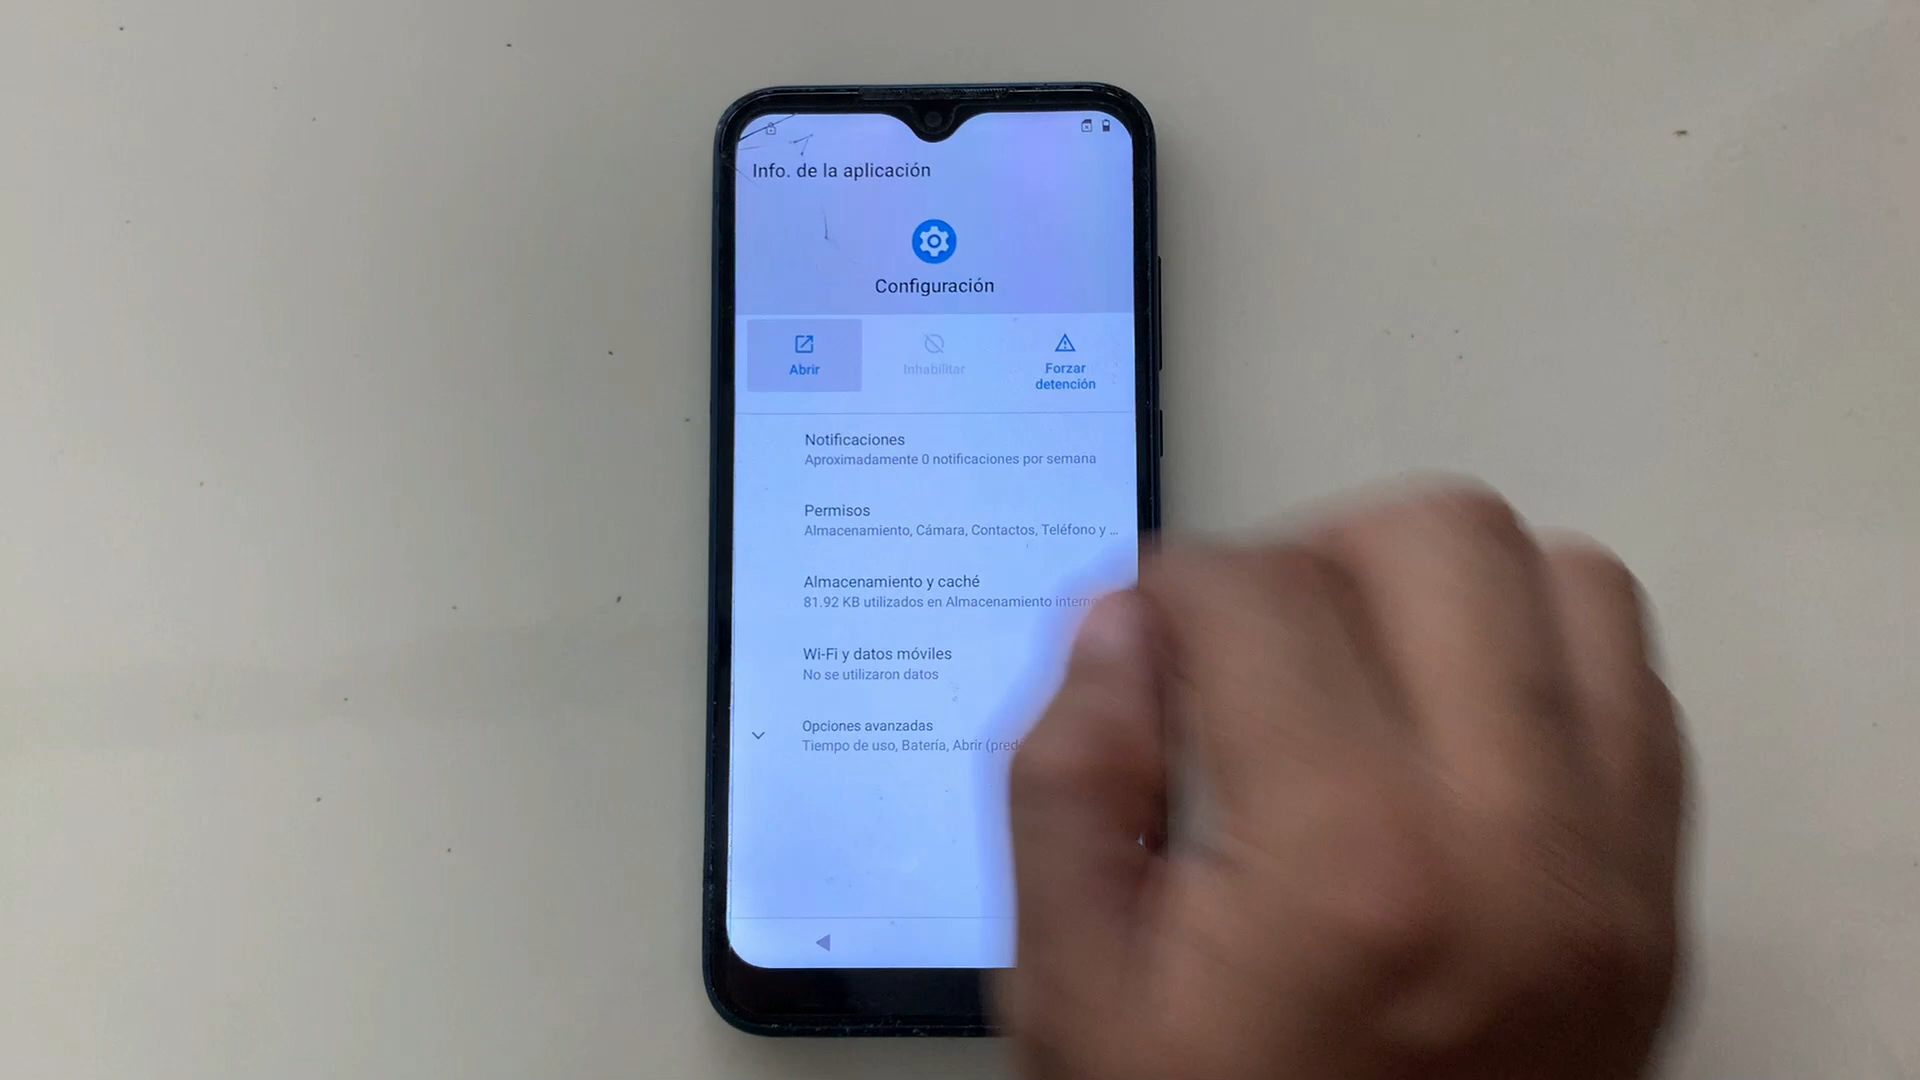 Info. de la aplicación
Configuración
Abrir
Inhabilitar
Forzar
detención
Notificaciones
Aproximadamente 0 notificaciones por semana
Permisos
Almacenamiento, Cámara, Contactos, Teléfono y ...
Almacenamiento y caché
81.92 KB utilizados en Almacenamiento interno
Wi-Fi y datos móviles
No se utilizaron datos
Opciones avanzadas
Tiempo de uso, Batería, Abrir